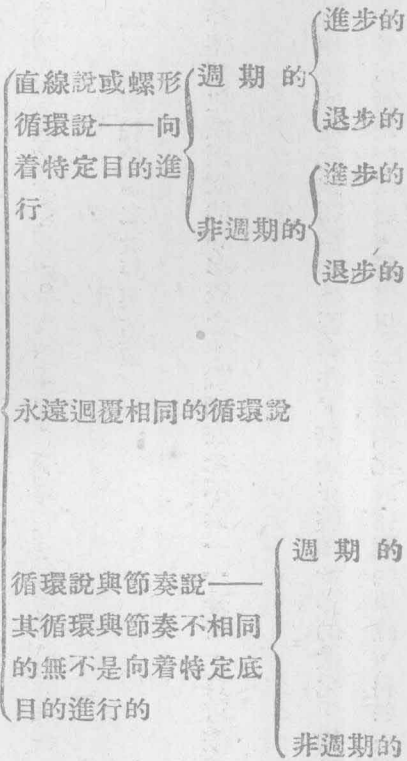 進步的
直線說或螺形
週期的
循環說——向
退步的
着特定目的進
進步的
行
非週期的
退步的
永遠迴覆相同的循環說
週期的
循環說與節奏說——
其循環與節奏不相同
的無不是向着特定底
目的進行的
非週期的